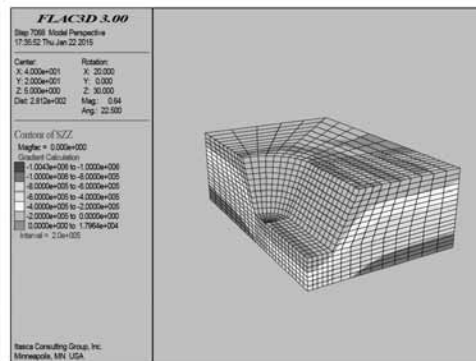 FLAC3D 3.00
Step 7068 Model Perspective
17:35:52 Thu Jan 22 2015
Center:
X: 4.000e+001
Y: 2.000e+001
Z: 5.000e+000
Dist: 2.812e+002
Rotation:
X: 20.000
Y: 0.000
Z: 30.000
Mag.: 0.64
Ang.: 22.500
Contour of SZZ
Magfac = 0.000e+000
Gradient Calculation
-1.0043e+006 to -1.0000e+006
-1.0000e+006 to -8.0000e+005
-8.0000e+005 to -6.0000e+005
-6.0000e+005 to -4.0000e+005
-4.0000e+005 to -2.0000e+005
-2.0000e+005 to 0.0000e+000
0.0000e+000 to 1.7964e+004
Interval = 2.0e+005
Itasca Consulting Group, Inc.
Minneapolis, MN USA